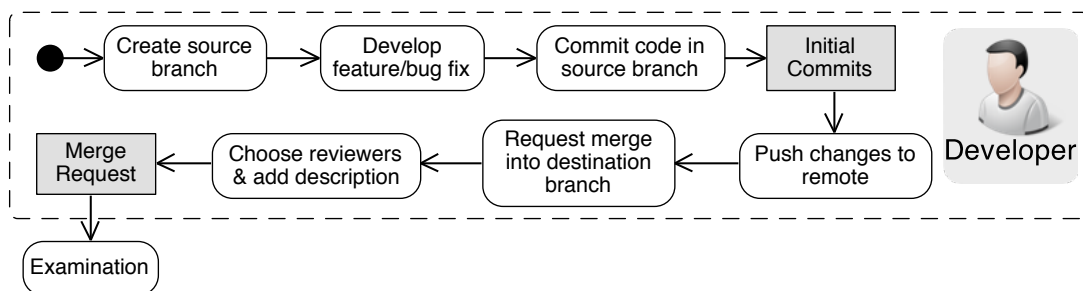 Create source
branch
Develop
feature/bug fix
Commit code in
source branch
Initial
Commits
Developer
Push changes to
remote
Request merge
into destination
branch
Choose reviewers
& add description
Merge
Request
Examination